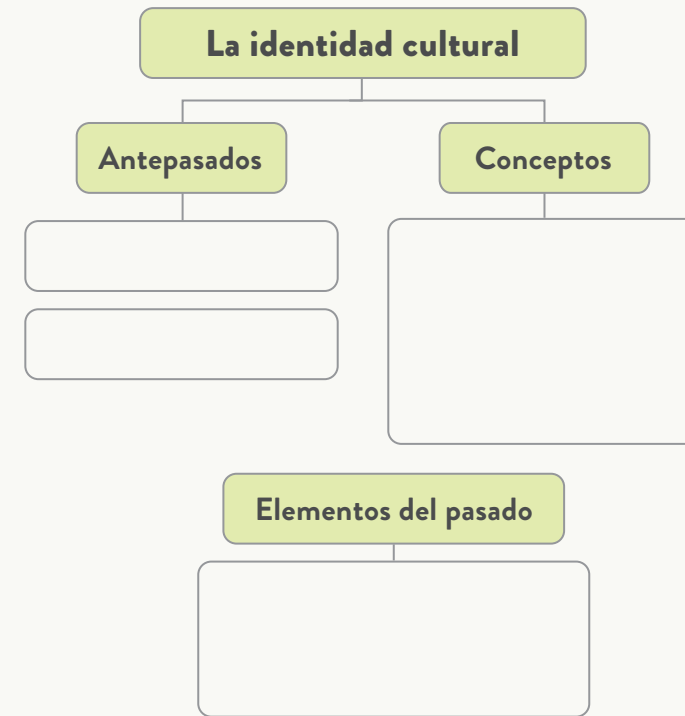 La identidad cultural
Antepasados
Conceptos
Elementos del pasado